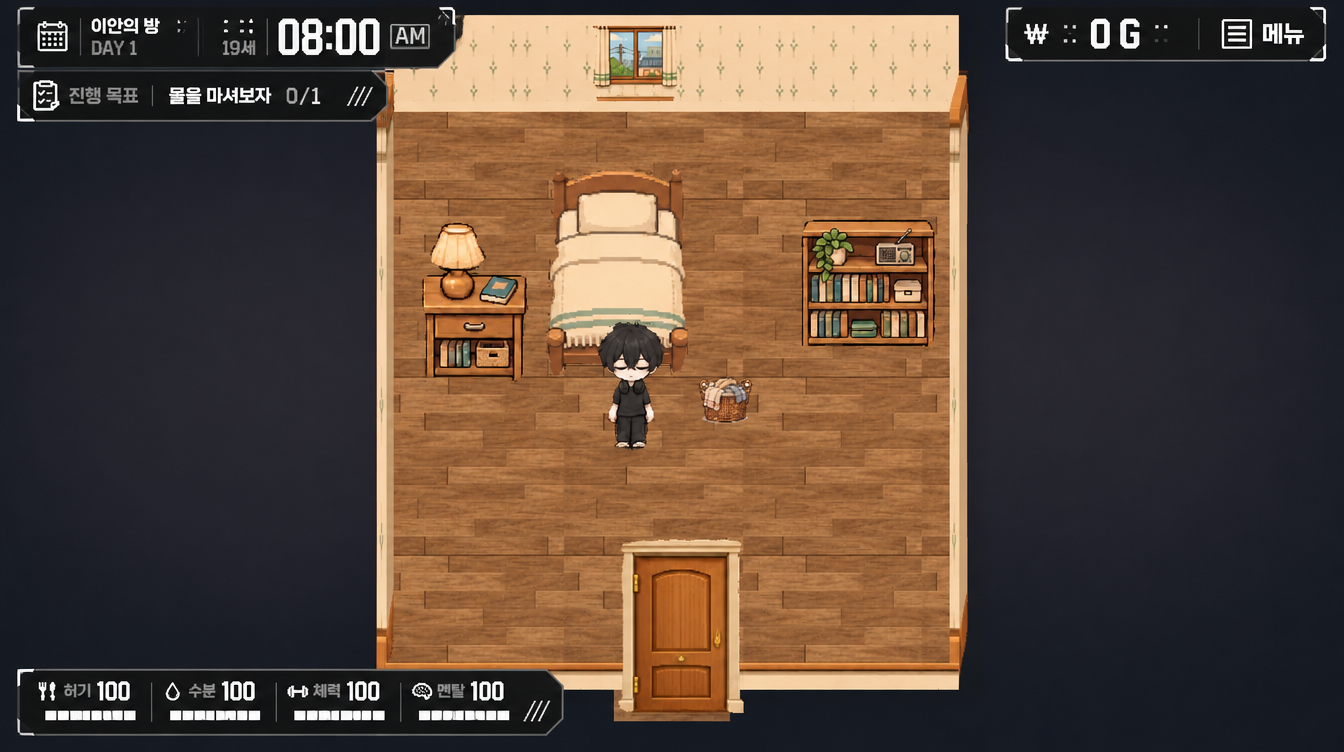 이안의 방
DAY 1
19세
08:00 AM
₩ 0 G
메뉴
진행 목표
물을 마셔보자 0/1
허기 100
수분 100
체력 100
멘탈 100